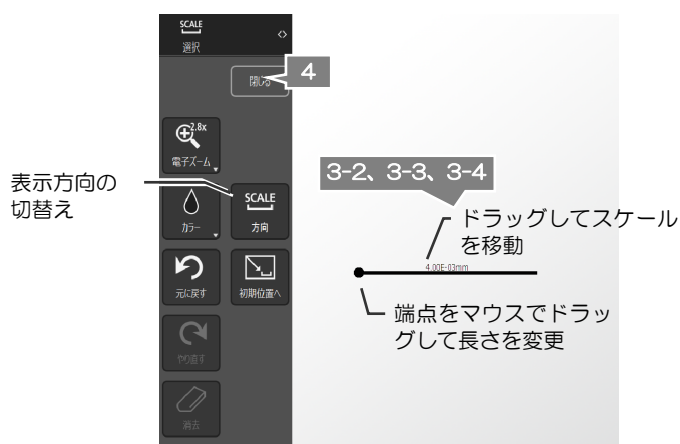 SCALE
選択
閉じる
4
2.8x
電子ズーム
表示方向の
切替え
カラー
SCALE
方向
3-2、3-3、3-4
ドラッグしてスケール
を移動
4.00E-03mm
元に戻す
初期位置へ
端点をマウスでドラッ
グして長さを変更
やり直す
消去